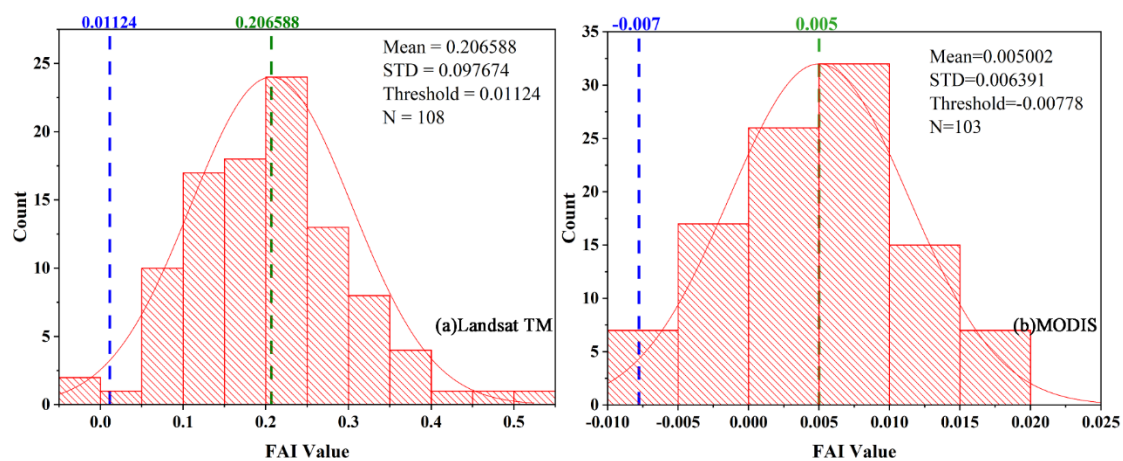 0.01124
0.206588
Mean = 0.206588
STD = 0.097674
Threshold = 0.01124
N = 108
25
20
15
10
5
0
Count
(a)Landsat TM
0.0
0.1
0.2
0.3
0.4
0.5
FAI Value
-0.007
0.005
Mean=0.005002
STD=0.006391
Threshold=-0.00778
N=103
35
30
25
20
15
10
5
0
Count
(b)MODIS
-0.010
-0.005
0.000
0.005
0.010
0.015
0.020
0.025
FAI Value